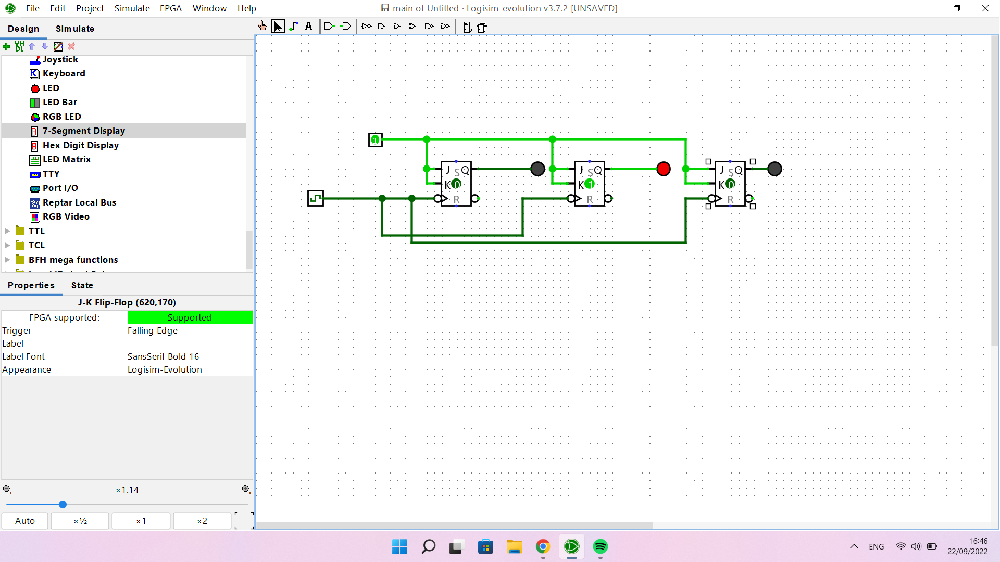 File Edit Project Simulate FPGA Window Help
main of Untitled · Logisim-evolution v3.7.2 [UNSAVED]
Design Simulate
A
VH
DL
Joystick
Keyboard
LED
LED Bar
RGB LED
7-Segment Display
Hex Digit Display
LED Matrix
TTY
Port I/O
Reptar Local Bus
RGB Video
TTL
TCL
BFH mega functions
Properties State
J-K Flip-Flop (620,170)
FPGA supported: Supported
Trigger Falling Edge
Label
Label Font SansSerif Bold 16
Appearance Logisim-Evolution
×1.14
Auto ×½ ×1 ×2
1
J S Q
K 0
R
J S Q
K 1
R
J S Q
K 0
R
ENG
16:46
22/09/2022